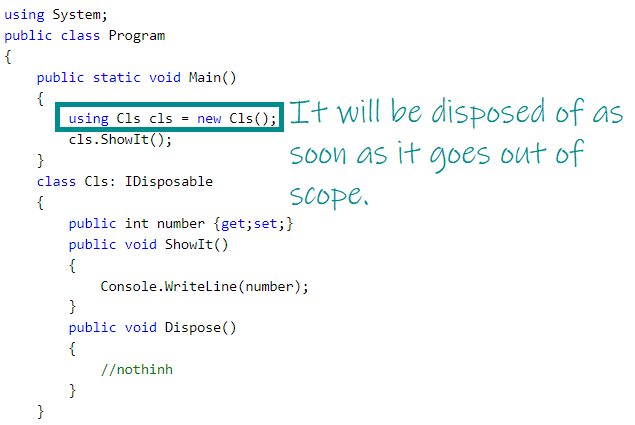 using System;
public class Program
{
    public static void Main()
    {
        using Cls cls = new Cls();
        cls.ShowIt();
    }
    class Cls: IDisposable
    {
        public int number {get;set;}
        public void ShowIt()
        {
            Console.WriteLine(number);
        }
        public void Dispose()
        {
            //nothinh
        }
    }
It will be disposed of as
soon as it goes out of
scope.